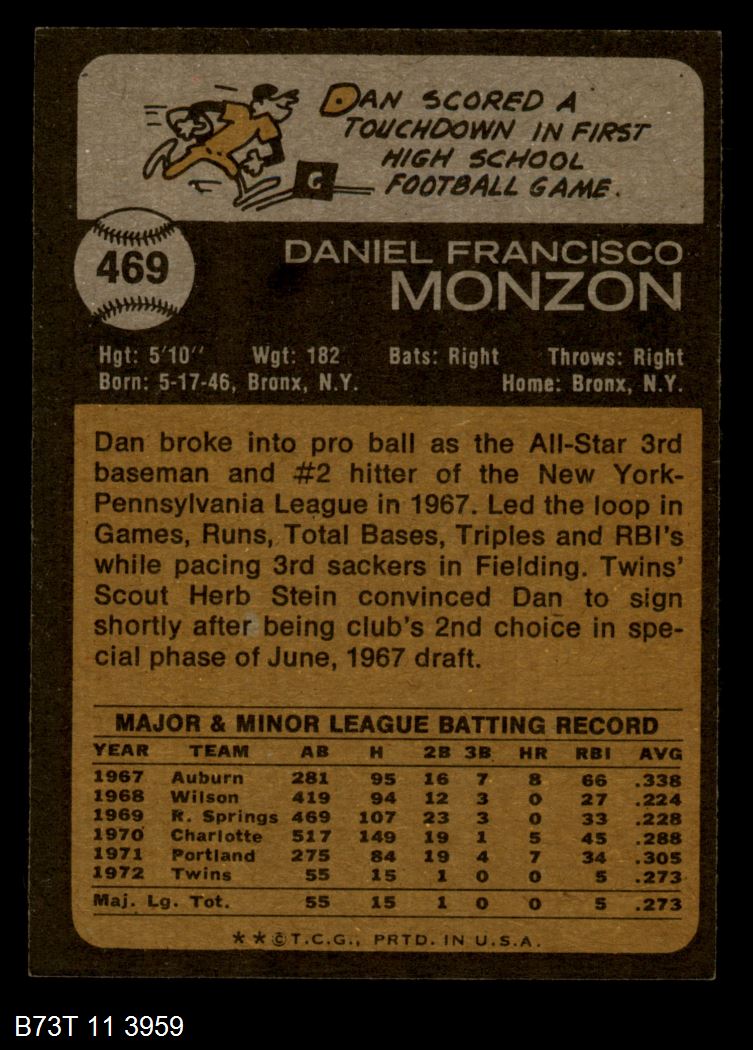 DAN SCORED A
TOUCHDOWN IN FIRST
HIGH SCHOOL
FOOTBALL GAME.
G
469
DANIEL FRANCISCO
MONZON
Hgt: 5'10'' Wgt: 182 Bats: Right Throws: Right
Born: 5-17-46, Bronx, N.Y. Home: Bronx, N.Y.
Dan broke into pro ball as the All-Star 3rd
baseman and #2 hitter of the New York-
Pennsylvania League in 1967. Led the loop in
Games, Runs, Total Bases, Triples and RBI's
while pacing 3rd sackers in Fielding. Twins'
Scout Herb Stein convinced Dan to sign
shortly after being club's 2nd choice in spe-
cial phase of June, 1967 draft.
MAJOR & MINOR LEAGUE BATTING RECORD
YEAR TEAM AB H 2B 3B HR RBI AVG
1967 Auburn 281 95 16 7 8 66 .338
1968 Wilson 419 94 12 3 0 27 .224
1969 R. Springs 469 107 23 3 0 33 .228
1970 Charlotte 517 149 19 1 5 45 .288
1971 Portland 275 84 19 4 7 34 .305
1972 Twins 55 15 1 0 0 5 .273
Maj. Lg. Tot. 55 15 1 0 0 5 .273
**©T.C.G., PRTD. IN U.S.A.
B73T 11 3959